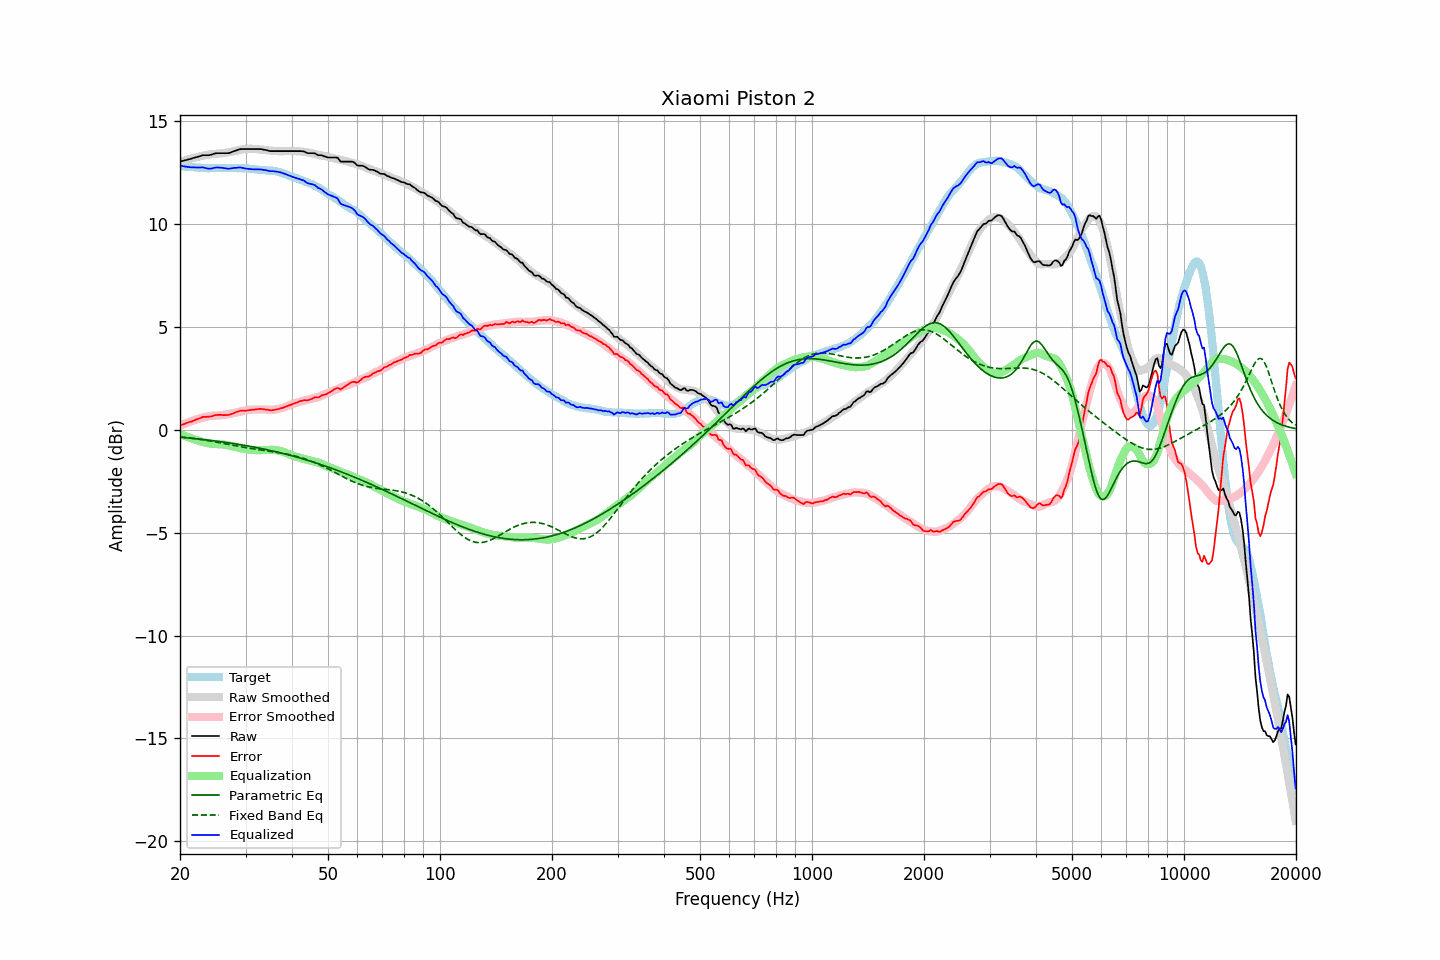 Xiaomi Piston 2
Amplitude (dBr)
15
10
5
0
−5
−10
−15
−20
Target
Raw Smoothed
Error Smoothed
Raw
Error
Equalization
Parametric Eq
Fixed Band Eq
Equalized
20 50 100 200 500 1000 2000 5000 10000 20000
Frequency (Hz)